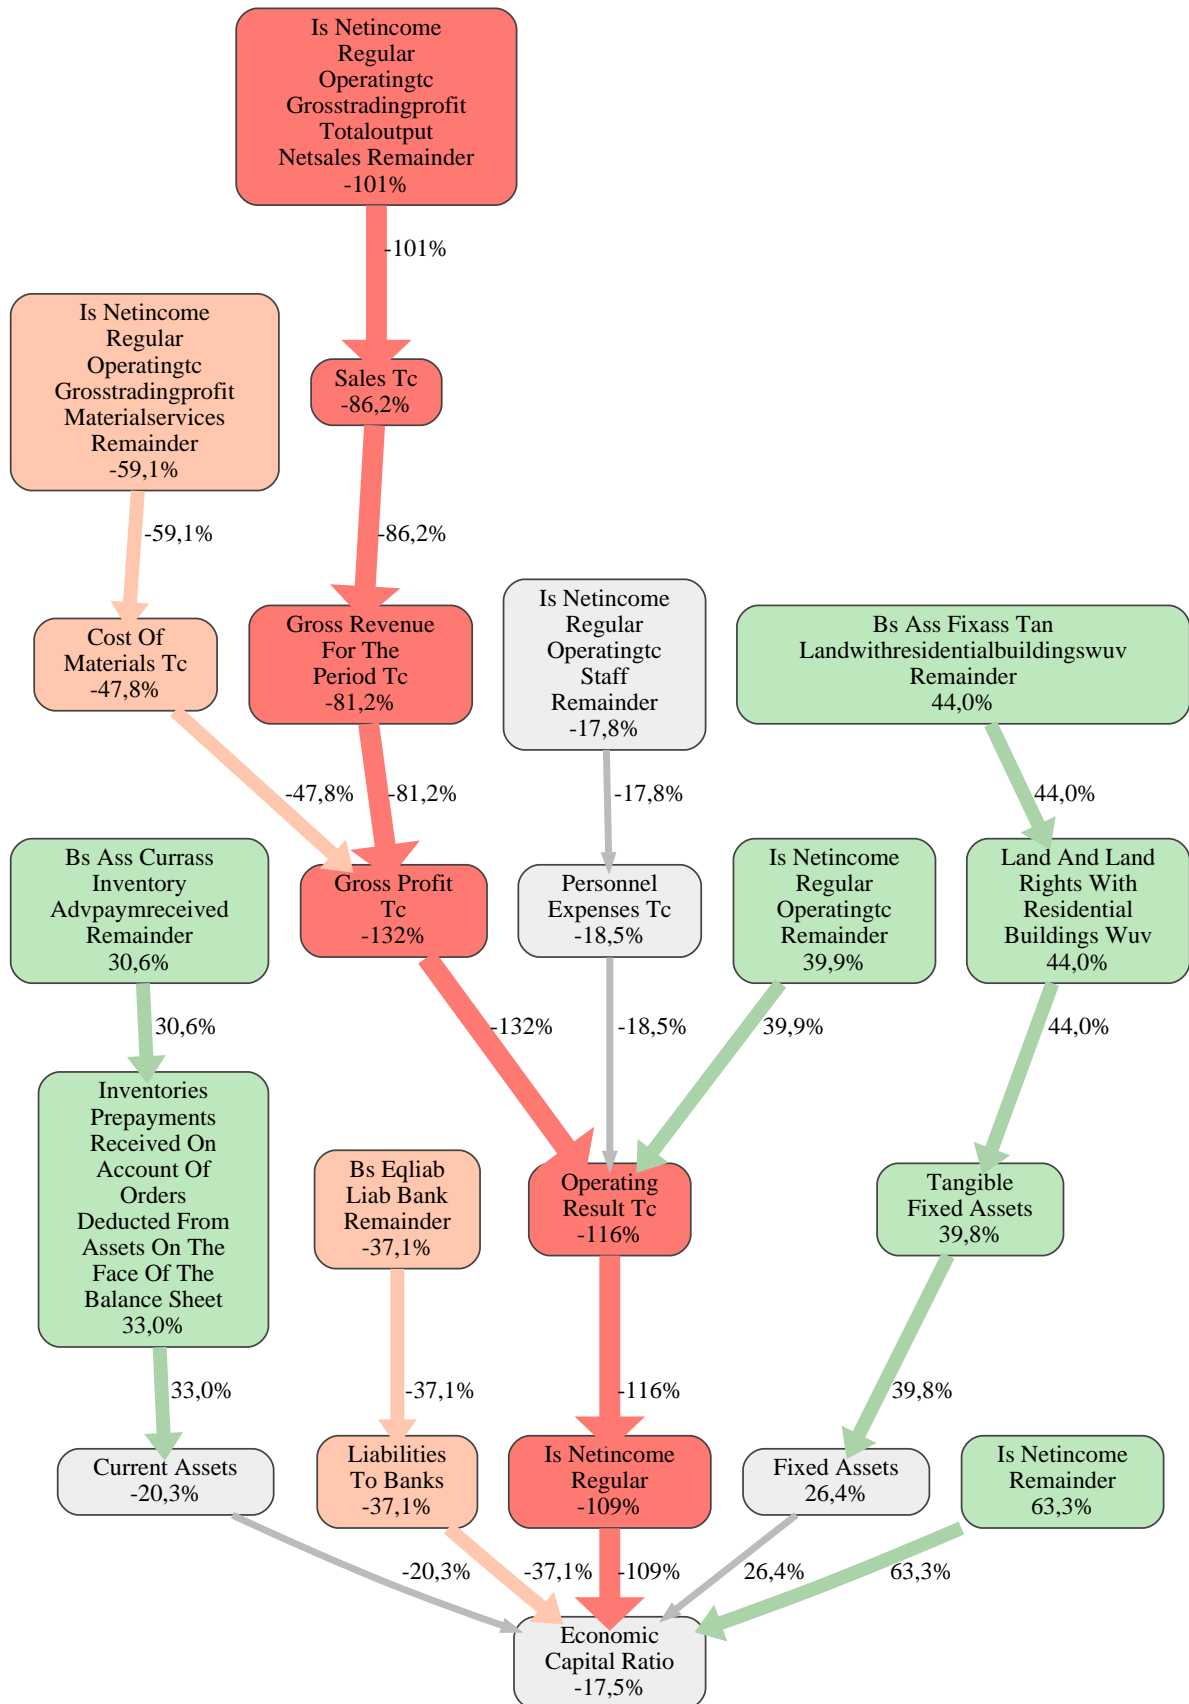 Is Netincome
Regular
Operatingtc
Grosstradingprofit
Totaloutput
Netsales Remainder
-101%
-101%
Is Netincome
Regular
Operatingtc
Grosstradingprofit
Materialservices
Remainder
-59,1%
Sales Tc
-86,2%
-59,1%
-86,2%
Cost Of
Materials Tc
-47,8%
Gross Revenue
For The
Period Tc
-81,2%
Is Netincome
Regular
Operatingtc
Staff
Remainder
-17,8%
Bs Ass Fixass Tan
Landwithresidentialbuildingswuv
Remainder
44,0%
-47,8%
-81,2%
-17,8%
44,0%
Bs Ass Currass
Inventory
Advpaymreceived
Remainder
30,6%
Gross Profit
Tc
-132%
Personnel
Expenses Tc
-18,5%
Is Netincome
Regular
Operatingtc
Remainder
39,9%
Land And Land
Rights With
Residential
Buildings Wuv
44,0%
30,6%
-132%
-18,5%
39,9%
44,0%
Inventories
Prepayments
Received On
Account Of
Orders
Deducted From
Assets On The
Face Of The
Balance Sheet
33,0%
Bs Eqliab
Liab Bank
Remainder
-37,1%
Operating
Result Tc
-116%
Tangible
Fixed Assets
39,8%
33,0%
-37,1%
-116%
39,8%
Current Assets
-20,3%
Liabilities
To Banks
-37,1%
Is Netincome
Regular
-109%
Fixed Assets
26,4%
Is Netincome
Remainder
63,3%
-20,3%
-37,1%
-109%
26,4%
63,3%
Economic
Capital Ratio
-17,5%